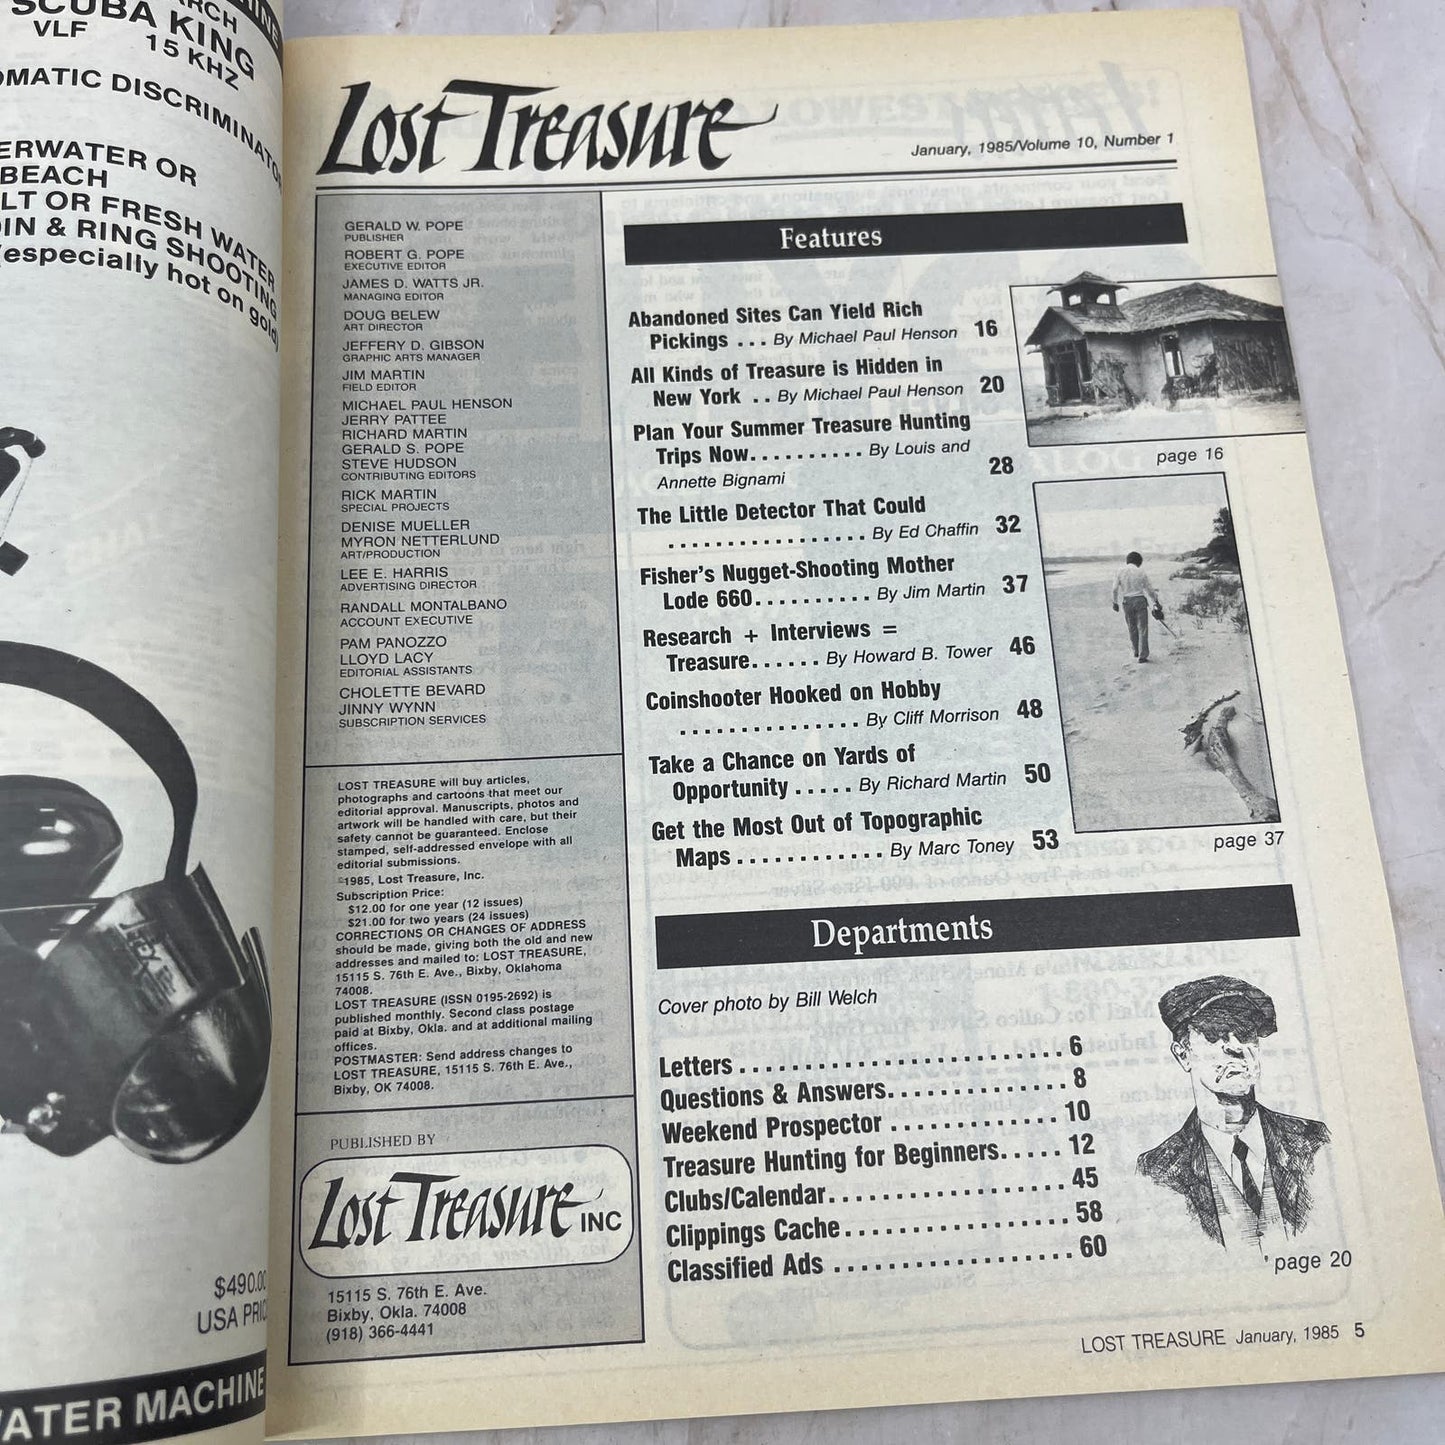 SCUBA KING
VLF 15 KHZ
BEACH
OR FRESH WATER
& RING SHOOTING
(especially hot on gold)
$490.00
USA
MACHINE
Lost Treasure
January, 1985/Volume 10, Number 1
GERALD W. POPE
PUBLISHER
ROBERT G. POPE
EXECUTIVE EDITOR
JAMES D. WATTS JR.
MANAGING EDITOR
DOUG BELEW
ART DIRECTOR
JEFFERY D. GIBSON
GRAPHIC ARTS MANAGER
JIM MARTIN
FIELD EDITOR
MICHAEL PAUL HENSON
JERRY PATTEE
RICHARD MARTIN
GERALD S. POPE
STEVE HUDSON
CONTRIBUTING EDITORS
RICK MARTIN
SPECIAL PROJECTS
DENISE MUELLER
MYRON NETTERLUND
ART/PRODUCTION
LEE E. HARRIS
ADVERTISING DIRECTOR
RANDALL MONTALBANO
ACCOUNT EXECUTIVE
PAM PANOZZO
LLOYD LACY
EDITORIAL ASSISTANTS
CHOLETTE BEVARD
JINNY WYNN
SUBSCRIPTION SERVICES
LOST TREASURE will buy articles,
photographs and cartoons that meet our
editorial approval. Manuscripts, photos and
artwork will be handled with care, but their
safety cannot be guaranteed. Enclose
stamped, self-addressed envelope with all
editorial submissions.
©1985, Lost Treasure, Inc.
Subscription Price:
$12.00 for one year (12 issues)
$21.00 for two years (24 issues)
CORRECTIONS OR CHANGES OF ADDRESS
should be made, giving both the old and new
addresses and mailed to: LOST TREASURE,
15115 S. 76th E. Ave., Bixby, Oklahoma
74008.
LOST TREASURE (ISSN 0195-2692) is
published monthly. Second class postage
paid at Bixby, Okla. and at additional mailing
offices.
POSTMASTER: Send address changes to
LOST TREASURE, 15115 S. 76th E. Ave.,
Bixby, OK 74008.
PUBLISHED BY
Lost Treasure INC
15115 S. 76th E. Ave.
Bixby, Okla. 74008
(918) 366-4441
Features
Abandoned Sites Can Yield Rich
Pickings ... By Michael Paul Henson 16
All Kinds of Treasure is Hidden in
New York .. By Michael Paul Henson 20
Plan Your Summer Treasure Hunting
Trips Now.......... By Louis and
Annette Bignami 28
The Little Detector That Could
.................. By Ed Chaffin 32
Fisher's Nugget-Shooting Mother
Lode 660.......... By Jim Martin 37
Research + Interviews =
Treasure...... By Howard B. Tower 46
Coinshooter Hooked on Hobby
................ By Cliff Morrison 48
Take a Chance on Yards of
Opportunity ..... By Richard Martin 50
Get the Most Out of Topographic
Maps ............ By Marc Toney 53
page 16
page 37
Departments
Cover photo by Bill Welch
Letters ............................ 6
Questions & Answers............... 8
Weekend Prospector ............. 10
Treasure Hunting for Beginners..... 12
Clubs/Calendar................... 45
Clippings Cache.................. 58
Classified Ads ................... 60
page 20
LOST TREASURE January, 1985 5